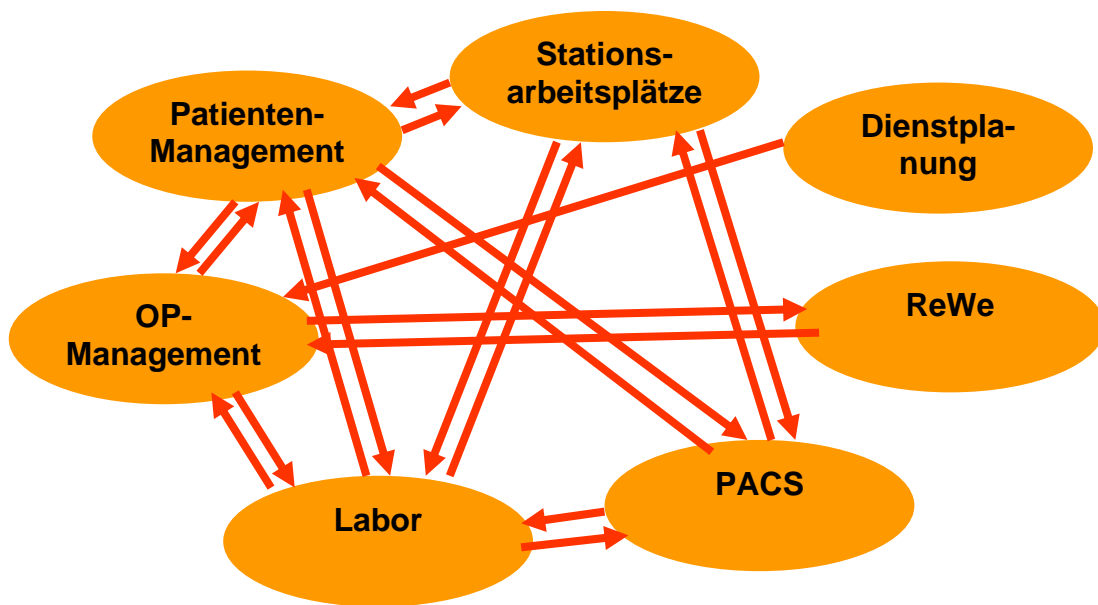 Stations-
arbeitsplätze
Patienten-
Management
Dienstpla-
nung
OP-
Management
ReWe
PACS
Labor